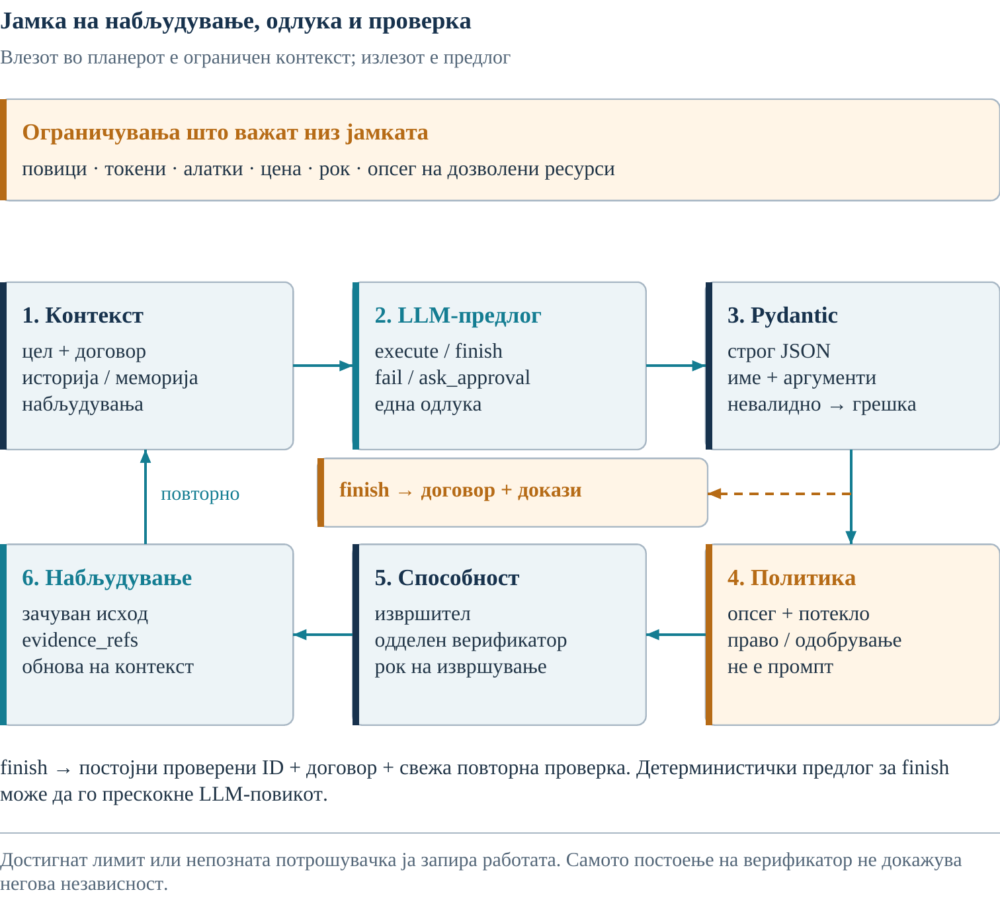 Јамка на набљудување, одлука и проверка
Влезот во планерот е ограничен контекст; излезот е предлог
Ограничувања што важат низ јамката
повици · токени · алатки · цена · рок · опсег на дозволени ресурси
1. Контекст
цел + договор
историја / меморија
набљудувања
2. LLM-предлог
execute / finish
fail / ask_approval
една одлука
3. Pydantic
строг JSON
име + аргументи
невалидно → грешка
повторно
finish → договор + докази
6. Набљудување
зачуван исход
evidence_refs
обнова на контекст
5. Способност
извршител
одделен верификатор
рок на извршување
4. Политика
опсег + потекло
право / одобрување
не е промпт
finish → постојни проверени ID + договор + свежа повторна проверка. Детерминистички предлог за finish
може да го прескокне LLM-повикот.
Достигнат лимит или непозната потрошувачка ја запира работата. Самото постоење на верификатор не докажува
негова независност.